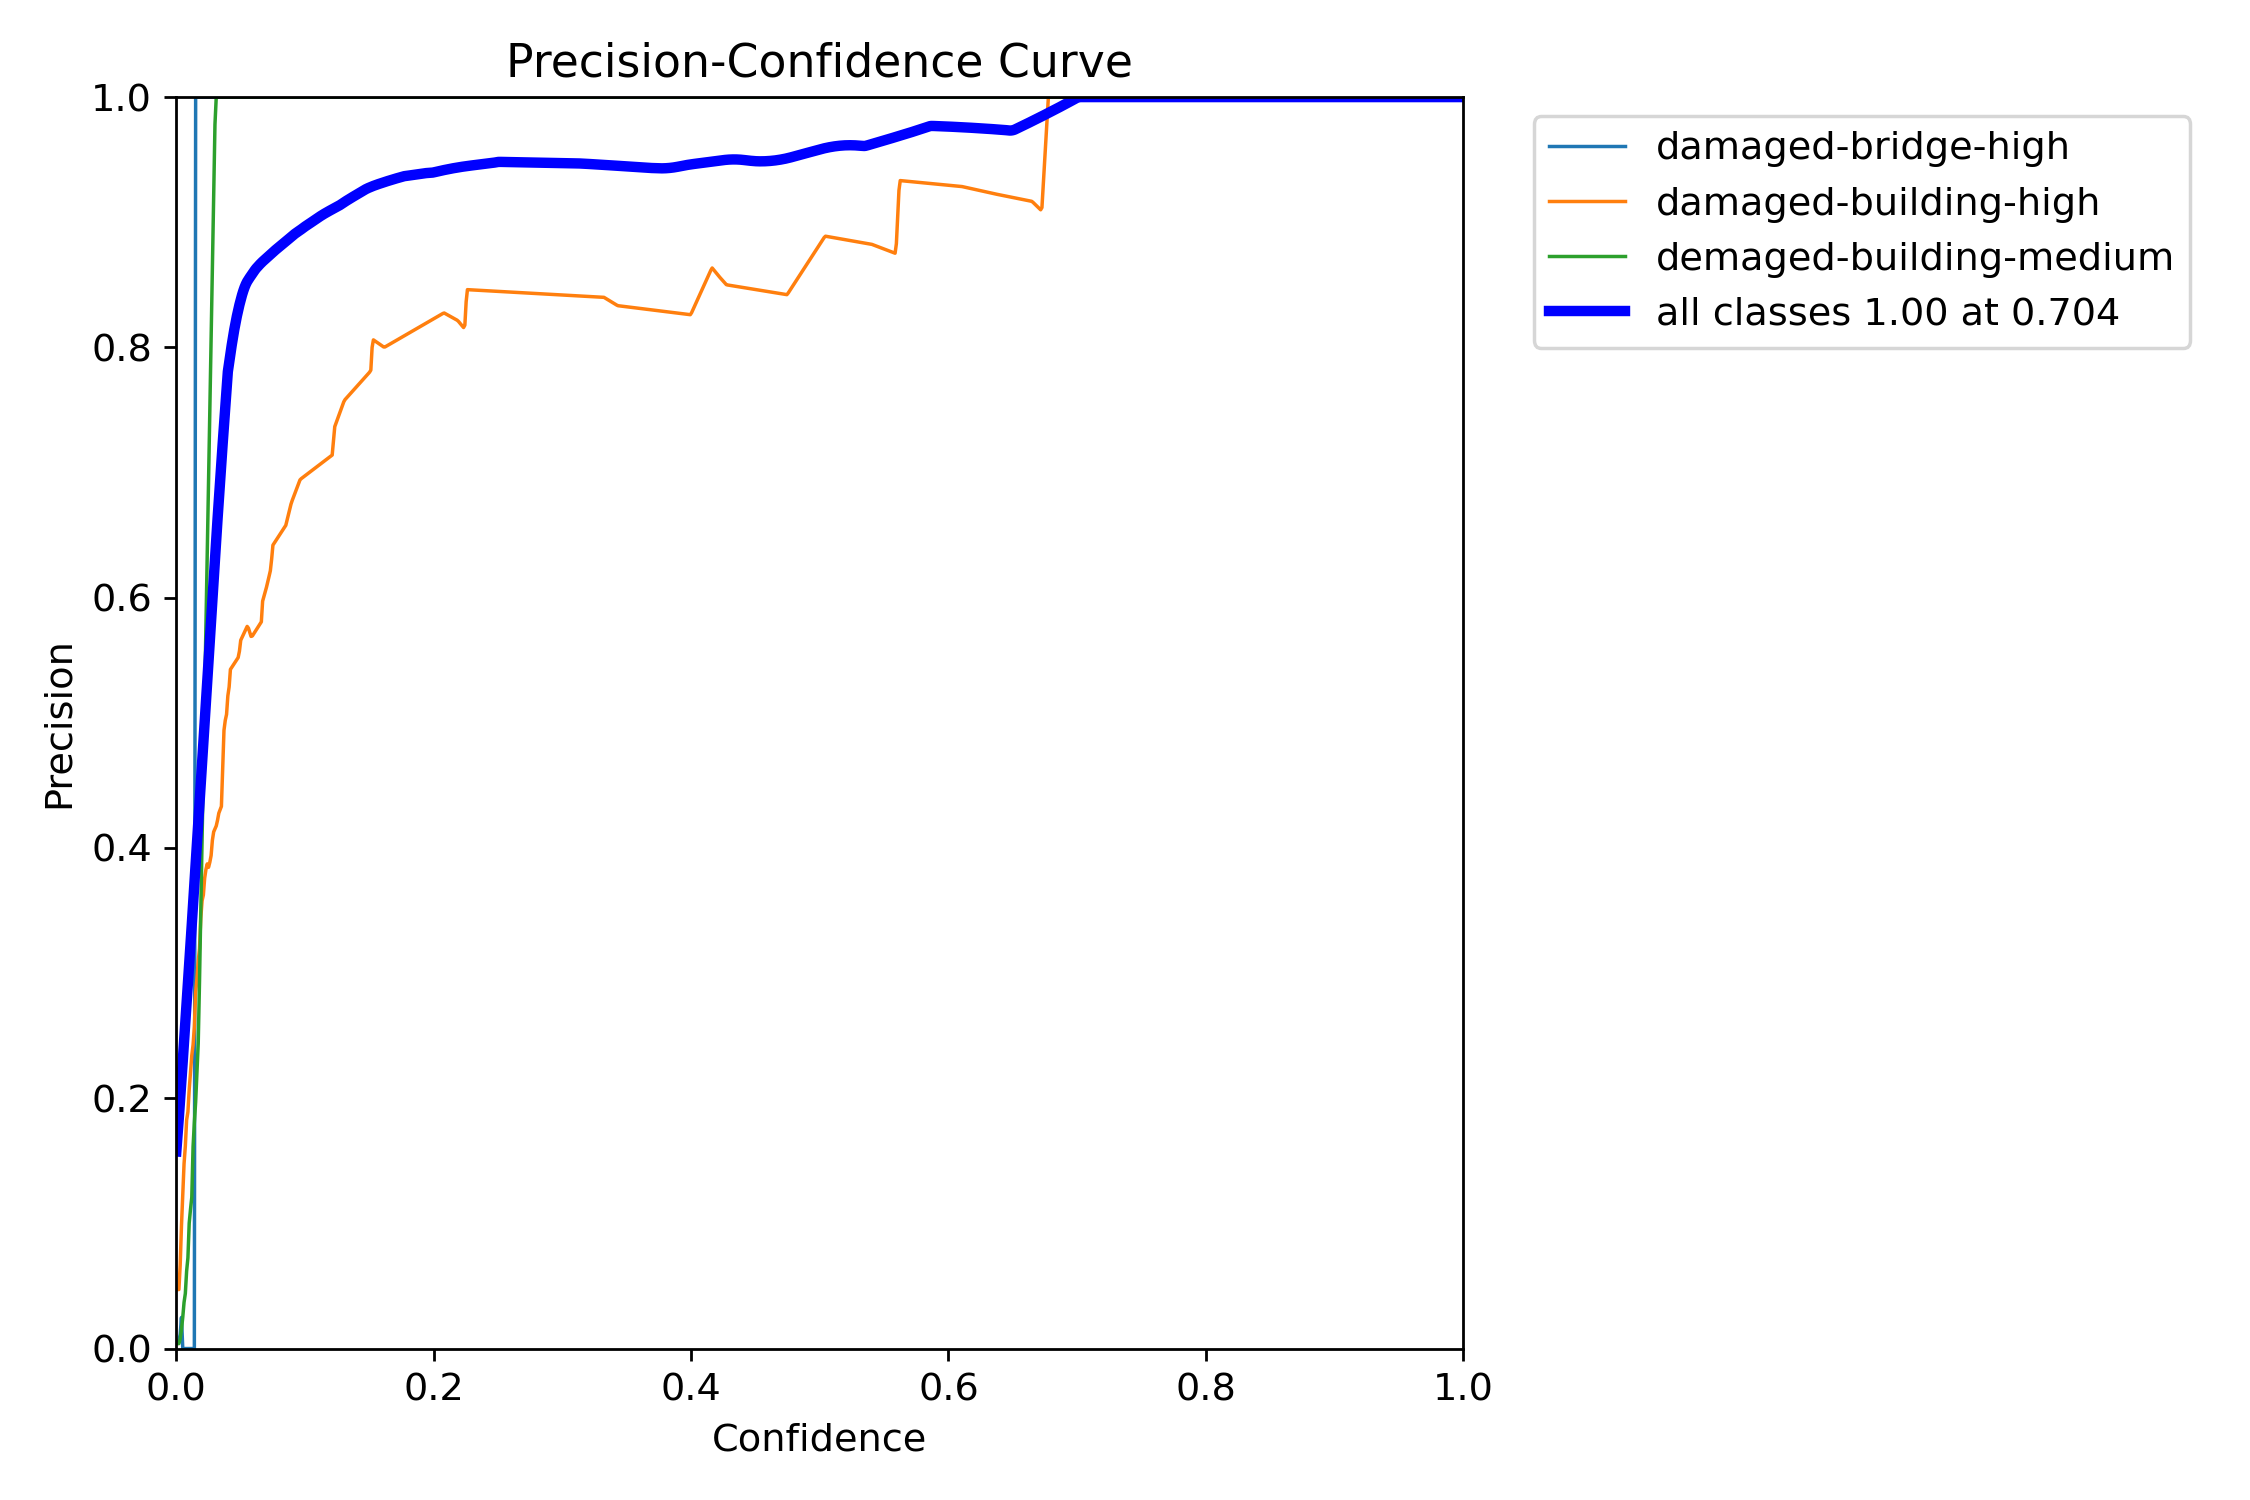 Precision-Confidence Curve
1.0
0.8
0.6
0.4
0.2
0.0
Precision
0.0 0.2 0.4 0.6 0.8 1.0
Confidence
damaged-bridge-high
damaged-building-high
demaged-building-medium
all classes 1.00 at 0.704